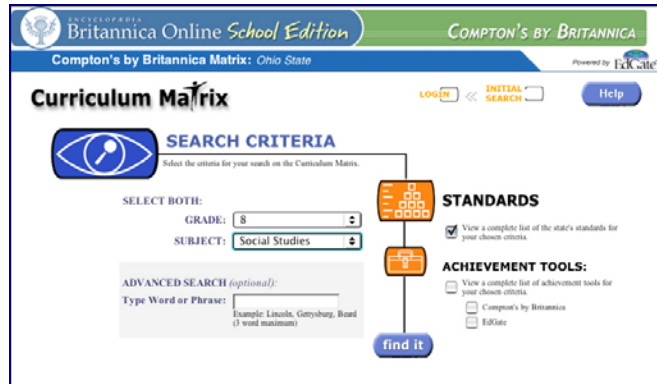 ENCYCLOPÆDIA
Britannica Online School Edition
COMPTON'S BY BRITANNICA
Compton's by Britannica Matrix: Ohio State
Powered by EdGate
Curriculum Matrix
LOGIN
INITIAL
SEARCH
Help
SEARCH CRITERIA
Select the criteria for your search on the Curriculum Matrix.
SELECT BOTH:
GRADE: 8
SUBJECT: Social Studies
ADVANCED SEARCH (optional):
Type Word or Phrase:
Example: Lincoln, Gettysburg, Beard
(3 word maximum)
STANDARDS
View a complete list of the state's standards for
your chosen criteria.
ACHIEVEMENT TOOLS:
View a complete list of achievement tools for
your chosen criteria.
Compton's by Britannica
EdGate
find it